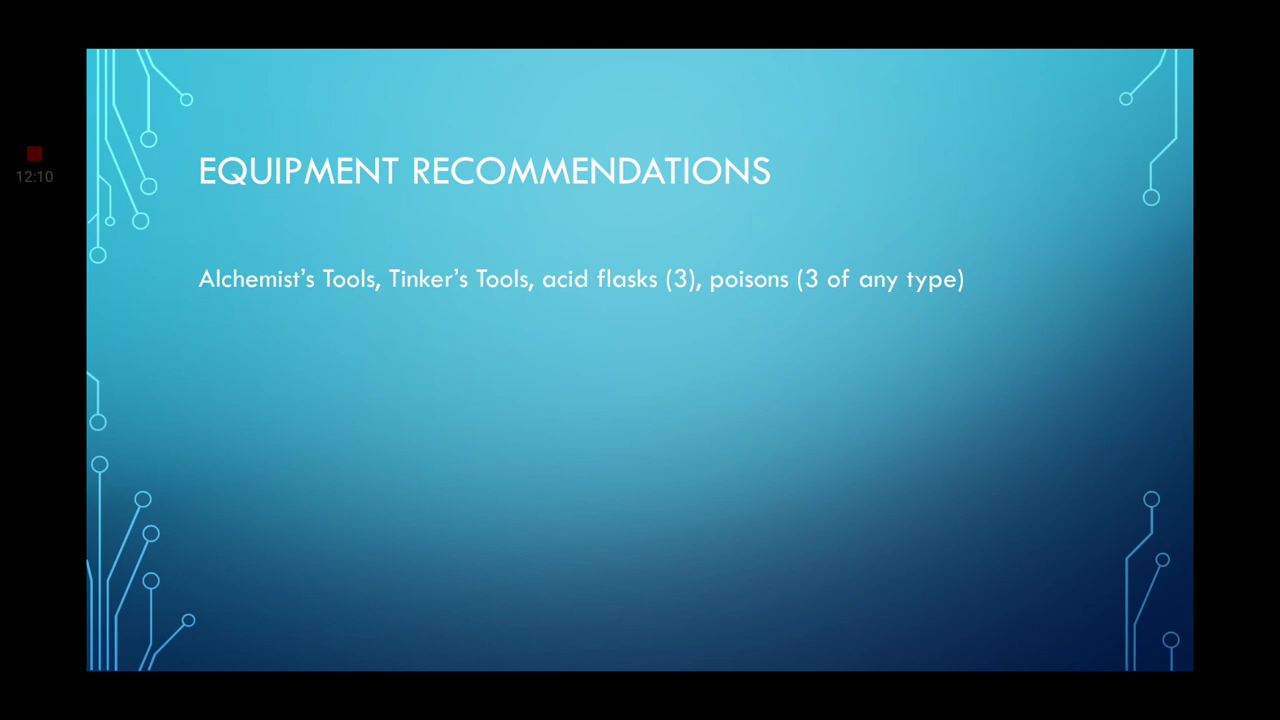 EQUIPMENT RECOMMENDATIONS
12:10
Alchemist’s Tools, Tinker’s Tools, acid flasks (3), poisons (3 of any type)